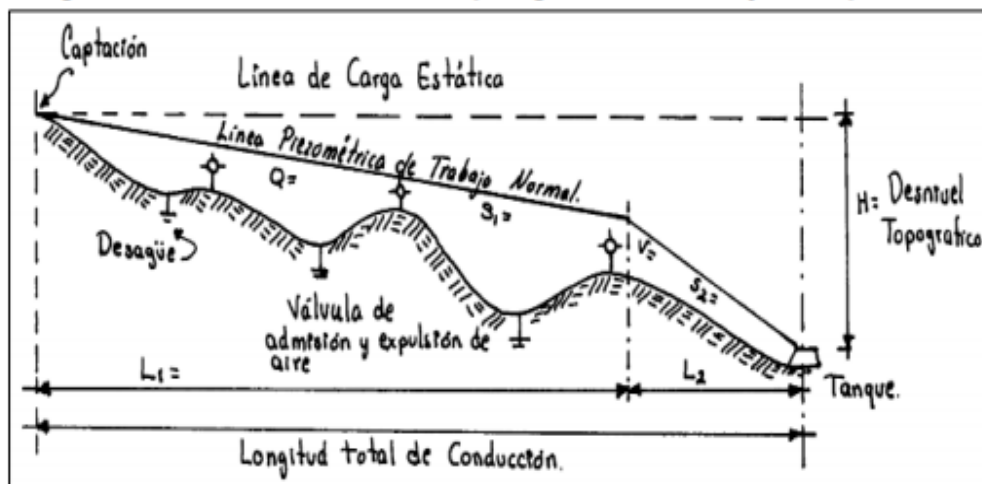 Captación
Línea de Carga Estática
Línea Piezométrica de Trabajo Normal.
Q=
S₁=
H= Desnivel
Topografico
Desagüe
V=
S₂=
Válvula de
admisión y expulsión de
aire
L₁=
L₂
Tanque.
Longitud total de Conducción.